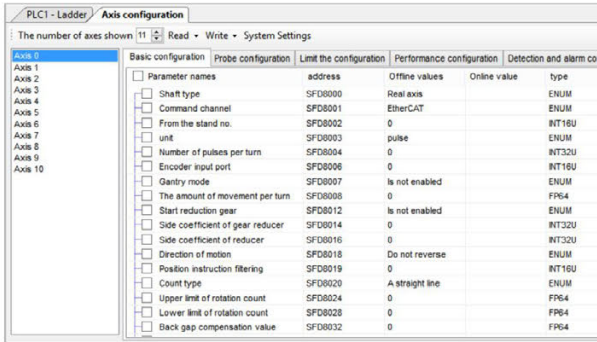 PLC1 - Ladder Axis configuration
The number of axes shown 11 Read Write System Settings
Axis 0
Axis 1
Axis 2
Axis 3
Axis 4
Axis 5
Axis 6
Axis 7
Axis 8
Axis 9
Axis 10
Basic configuration Probe configuration Limit the configuration Performance configuration Detection and alarm co
Parameter names address Offline values Online value type
Shaft type SFD8000 Real axis ENUM
Command channel SFD8001 EtherCAT ENUM
From the stand no. SFD8002 0 INT16U
unit SFD8003 pulse ENUM
Number of pulses per turn SFD8004 0 INT32U
Encoder input port SFD8006 0 INT16U
Gantry mode SFD8007 Is not enabled ENUM
The amount of movement per turn SFD8008 0 FP64
Start reduction gear SFD8012 Is not enabled ENUM
Side coefficient of gear reducer SFD8014 0 INT32U
Side coefficient of reducer SFD8016 0 INT32U
Direction of motion SFD8018 Do not reverse ENUM
Position instruction filtering SFD8019 0 INT16U
Count type SFD8020 A straight line ENUM
Upper limit of rotation count SFD8024 0 FP64
Lower limit of rotation count SFD8028 0 FP64
Back gap compensation value SFD8032 0 FP64